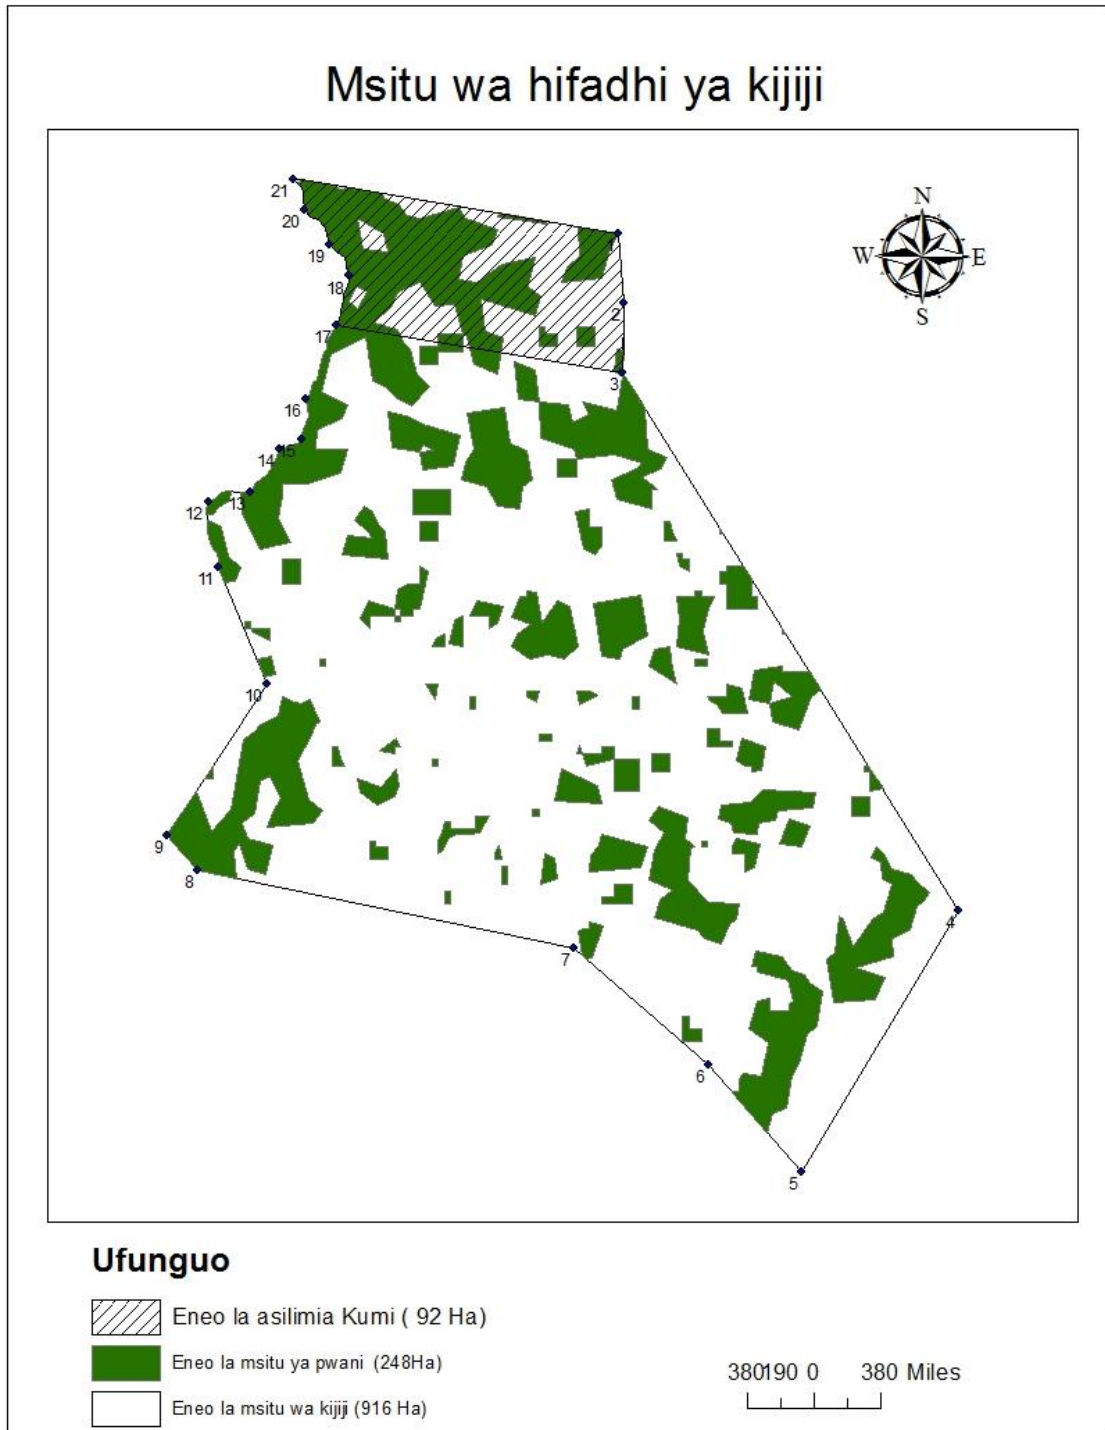 Msitu wa hifadhi ya kijiji
21
20
1
19
N
W E
S
18
2
17
3
16
15
14
13
12
11
10
9
8
4
7
6
5
Ufunguo
Eneo la asilimia Kumi ( 92 Ha)
Eneo la msitu ya pwani (248Ha)
380190 0 380 Miles
Eneo la msitu wa kijiji (916 Ha)